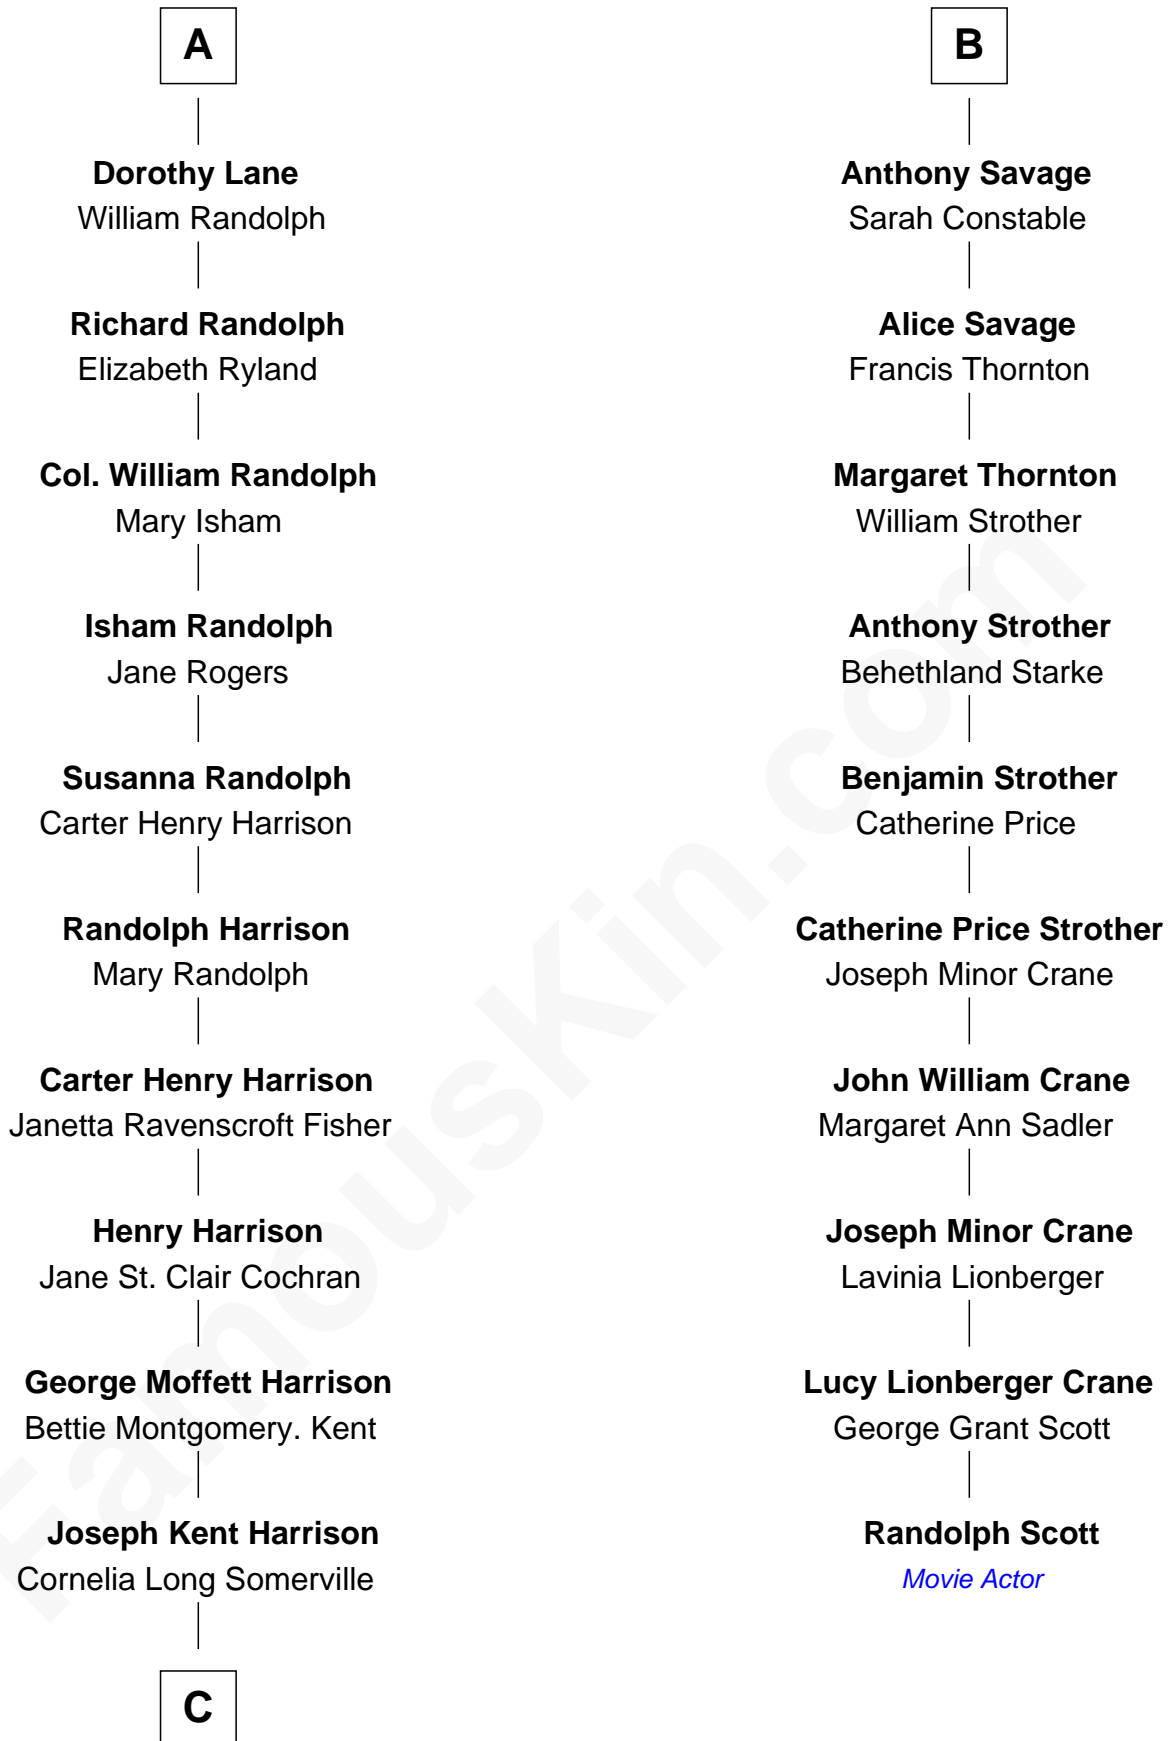 A
Dorothy Lane
William Randolph
Richard Randolph
Elizabeth Ryland
Col. William Randolph
Mary Isham
Isham Randolph
Jane Rogers
Susanna Randolph
Carter Henry Harrison
Randolph Harrison
Mary Randolph
Carter Henry Harrison
Janetta Ravenscroft Fisher
Henry Harrison
Jane St. Clair Cochran
George Moffett Harrison
Bettie Montgomery. Kent
Joseph Kent Harrison
Cornelia Long Somerville
C
B
Anthony Savage
Sarah Constable
Alice Savage
Francis Thornton
Margaret Thornton
William Strother
Anthony Strother
Behethland Starke
Benjamin Strother
Catherine Price
Catherine Price Strother
Joseph Minor Crane
John William Crane
Margaret Ann Sadler
Joseph Minor Crane
Lavinia Lionberger
Lucy Lionberger Crane
George Grant Scott
Randolph Scott
Movie Actor
FamousKin.com